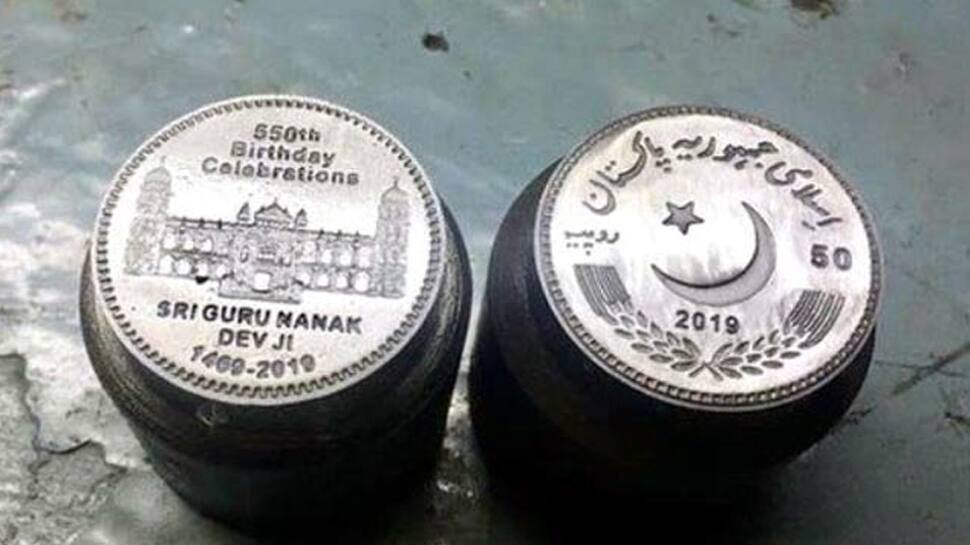 550th
Birthday
Celebrations
SRI GURU NANAK
DEV JI
1469-2019
اسلامی جمہوریہ پاکستان
روپیہ
50
2019